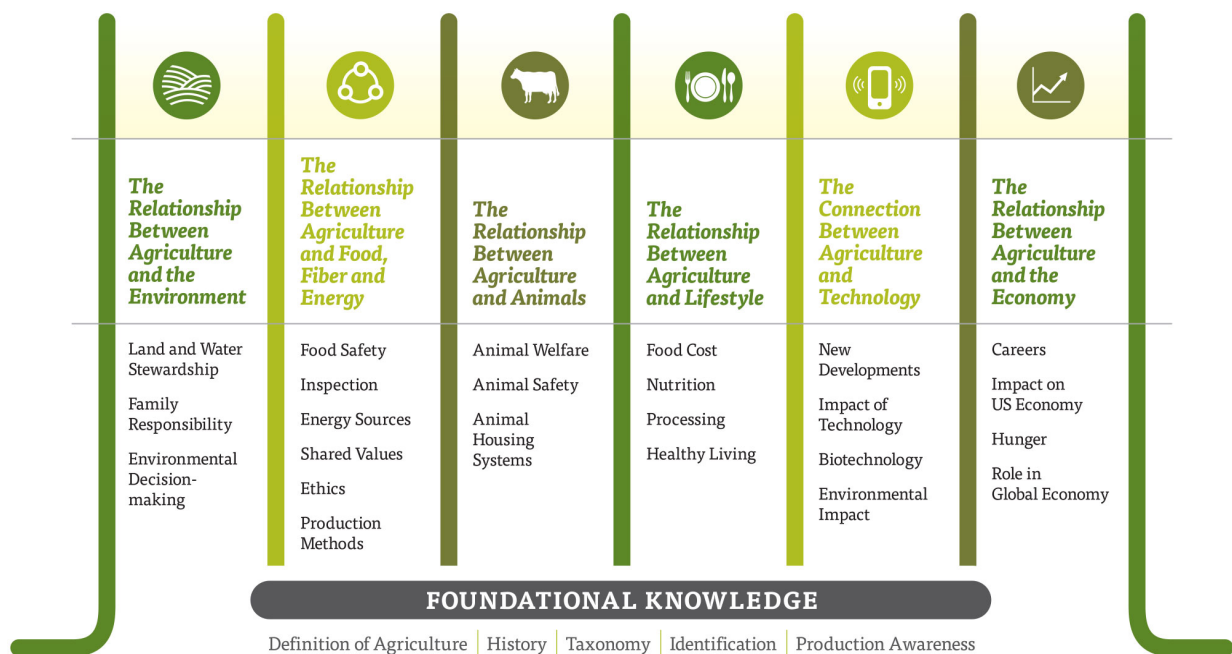 The
Relationship
Between
Agriculture
and the
Environment
The
Relationship
Between
Agriculture
and Food,
Fiber and
Energy
The
Relationship
Between
Agriculture
and Animals
The
Relationship
Between
Agriculture
and Lifestyle
The
Connection
Between
Agriculture
and
Technology
The
Relationship
Between
Agriculture
and the
Economy
Land and Water
Stewardship
Family
Responsibility
Environmental
Decision-
making
Food Safety
Inspection
Energy Sources
Shared Values
Ethics
Production
Methods
Animal Welfare
Animal Safety
Animal
Housing
Systems
Food Cost
Nutrition
Processing
Healthy Living
New
Developments
Impact of
Technology
Biotechnology
Environmental
Impact
Careers
Impact on
US Economy
Hunger
Role in
Global Economy
FOUNDATIONAL KNOWLEDGE
Definition of Agriculture | History | Taxonomy | Identification | Production Awareness